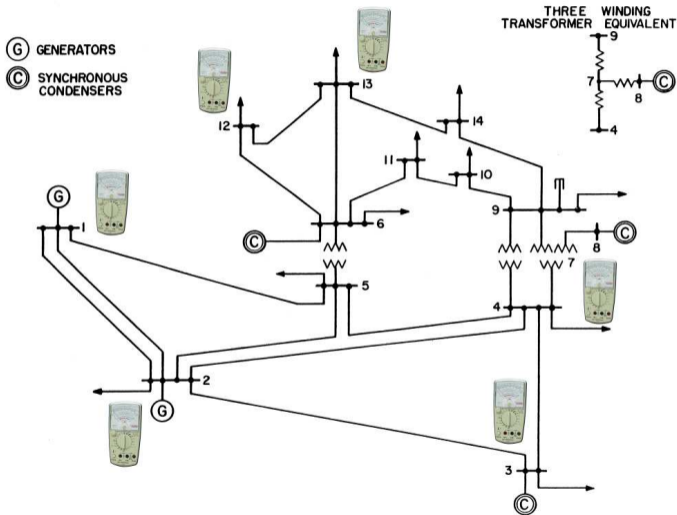 THREE WINDING
TRANSFORMER EQUIVALENT
9
7
C
8
4
G GENERATORS
C SYNCHRONOUS
CONDENSERS
13
12
14
11
10
G
1
9
6
C
C
8
7
5
4
2
G
3
C